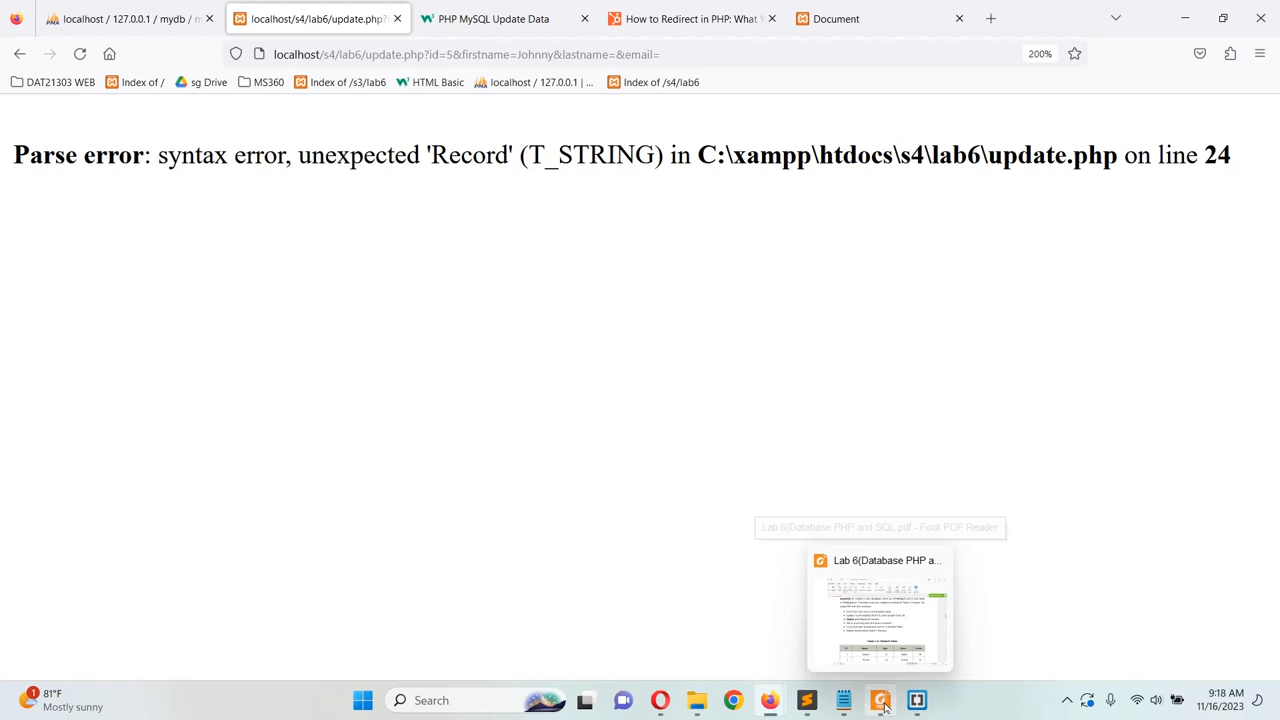 localhost / 127.0.0.1 / mydb / m
localhost/s4/lab6/update.php?i
PHP MySQL Update Data
How to Redirect in PHP: What Y
Document
localhost/s4/lab6/update.php?id=5&firstname=Johnny&lastname=&email=
200%
DAT21303 WEB
Index of /
sg Drive
MS360
Index of /s3/lab6
HTML Basic
localhost / 127.0.0.1 | ...
Index of /s4/lab6
Parse error: syntax error, unexpected 'Record' (T_STRING) in C:\xampp\htdocs\s4\lab6\update.php on line 24
Lab 6(Database PHP and SQL.pdf - Foxit PDF Reader
Lab 6(Database PHP a...
1
81°F
Mostly sunny
Search
9:18 AM
11/16/2023